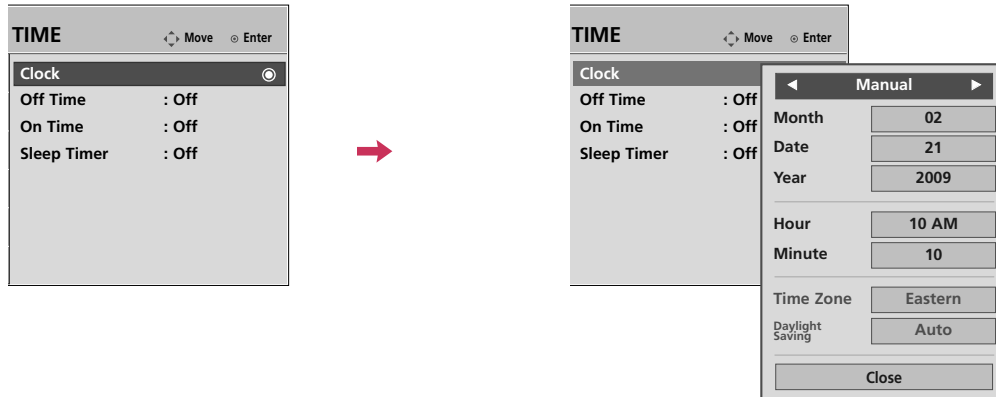 TIME Move Enter
Clock
Off Time : Off
On Time : Off
Sleep Timer : Off
TIME Move Enter
Clock
Off Time : Off
On Time : Off
Sleep Timer : Off
Manual
Month 02
Date 21
Year 2009
Hour 10 AM
Minute 10
Time Zone Eastern
Daylight
Saving Auto
Close